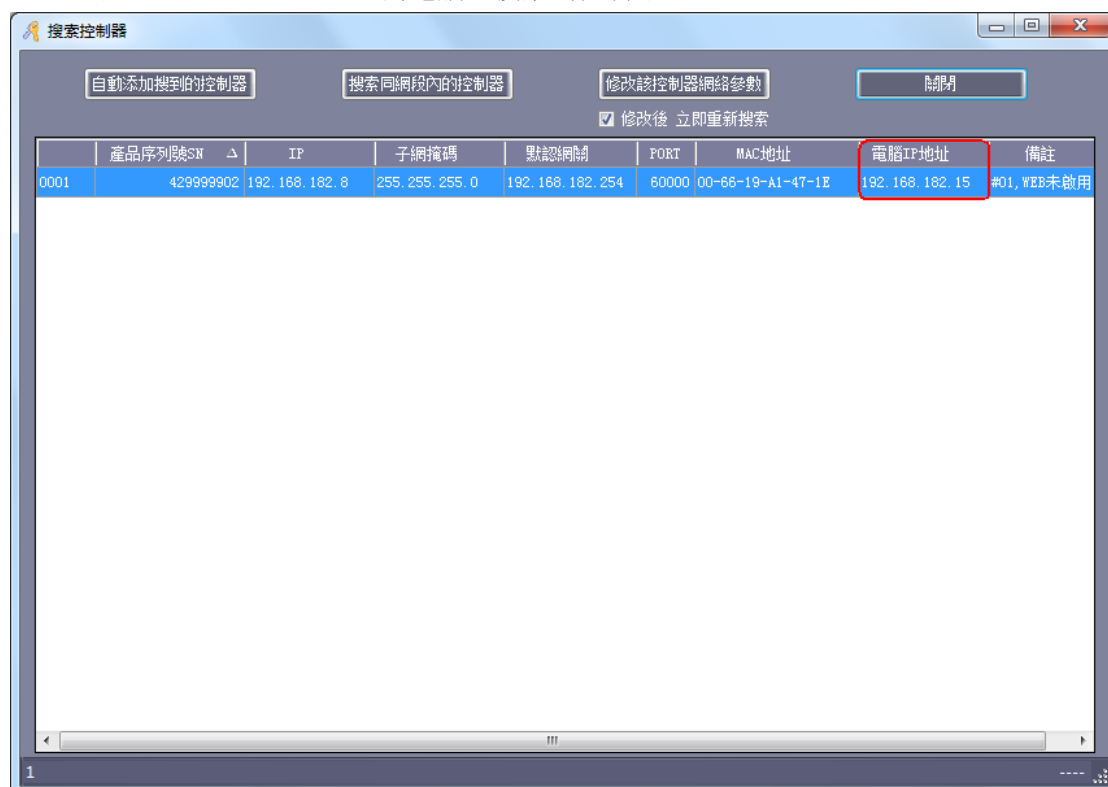 搜索控制器
自動添加搜到的控制器 搜索同網段內的控制器 修改該控制器網絡參數 關閉
修改後 立即重新搜索
產品序列號SN IP 子網掩碼 默認網關 PORT MAC地址 電腦IP地址 備註
0001 429999902 192.168.182.8 255.255.255.0 192.168.182.254 60000 00-66-19-A1-47-1E 192.168.182.15 #01,WEB未啟用
1 ----